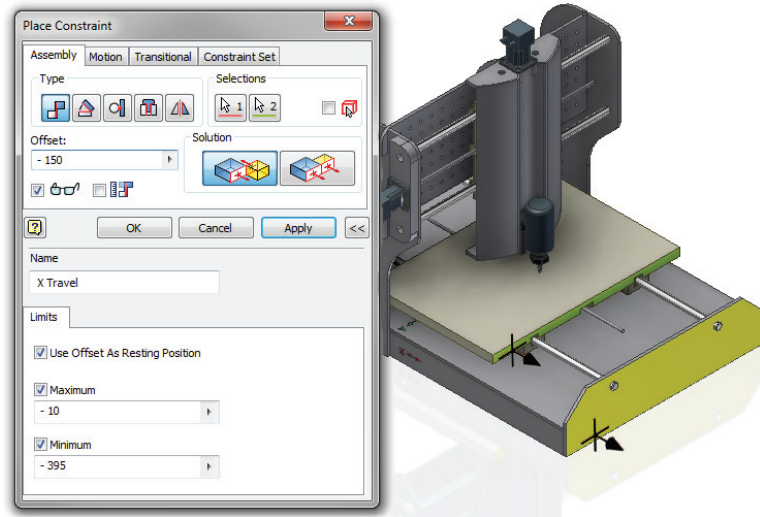 Place Constraint
Assembly Motion Transitional Constraint Set
Type Selections
1 2
Offset: Solution
- 150
OK Cancel Apply <<
Name
X Travel
Limits
Use Offset As Resting Position
Maximum
- 10
Minimum
- 395